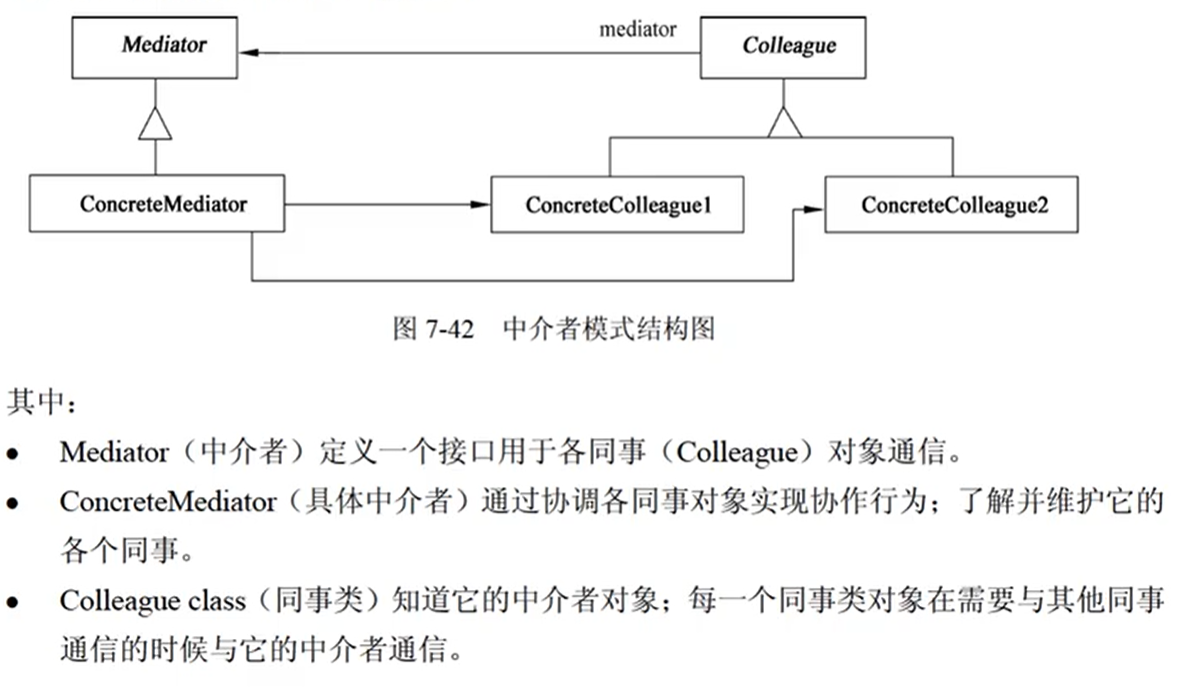 Mediator
mediator
Colleague
ConcreteMediator
ConcreteColleague1
ConcreteColleague2
图 7-42 中介者模式结构图
其中：
● Mediator（中介者）定义一个接口用于各同事（Colleague）对象通信。
● ConcreteMediator（具体中介者）通过协调各同事对象实现协作行为；了解并维护它的
各个同事。
● Colleague class（同事类）知道它的中介者对象；每一个同事类对象在需要与其他同事
通信的时候与它的中介者通信。